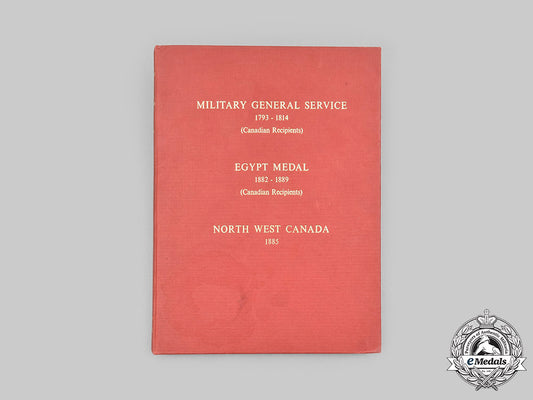 MILITARY GENERAL SERVICE
1793 - 1814
(Canadian Recipients)
EGYPT MEDAL
1882 - 1889
(Canadian Recipients)
NORTH WEST CANADA
1885
eMedals